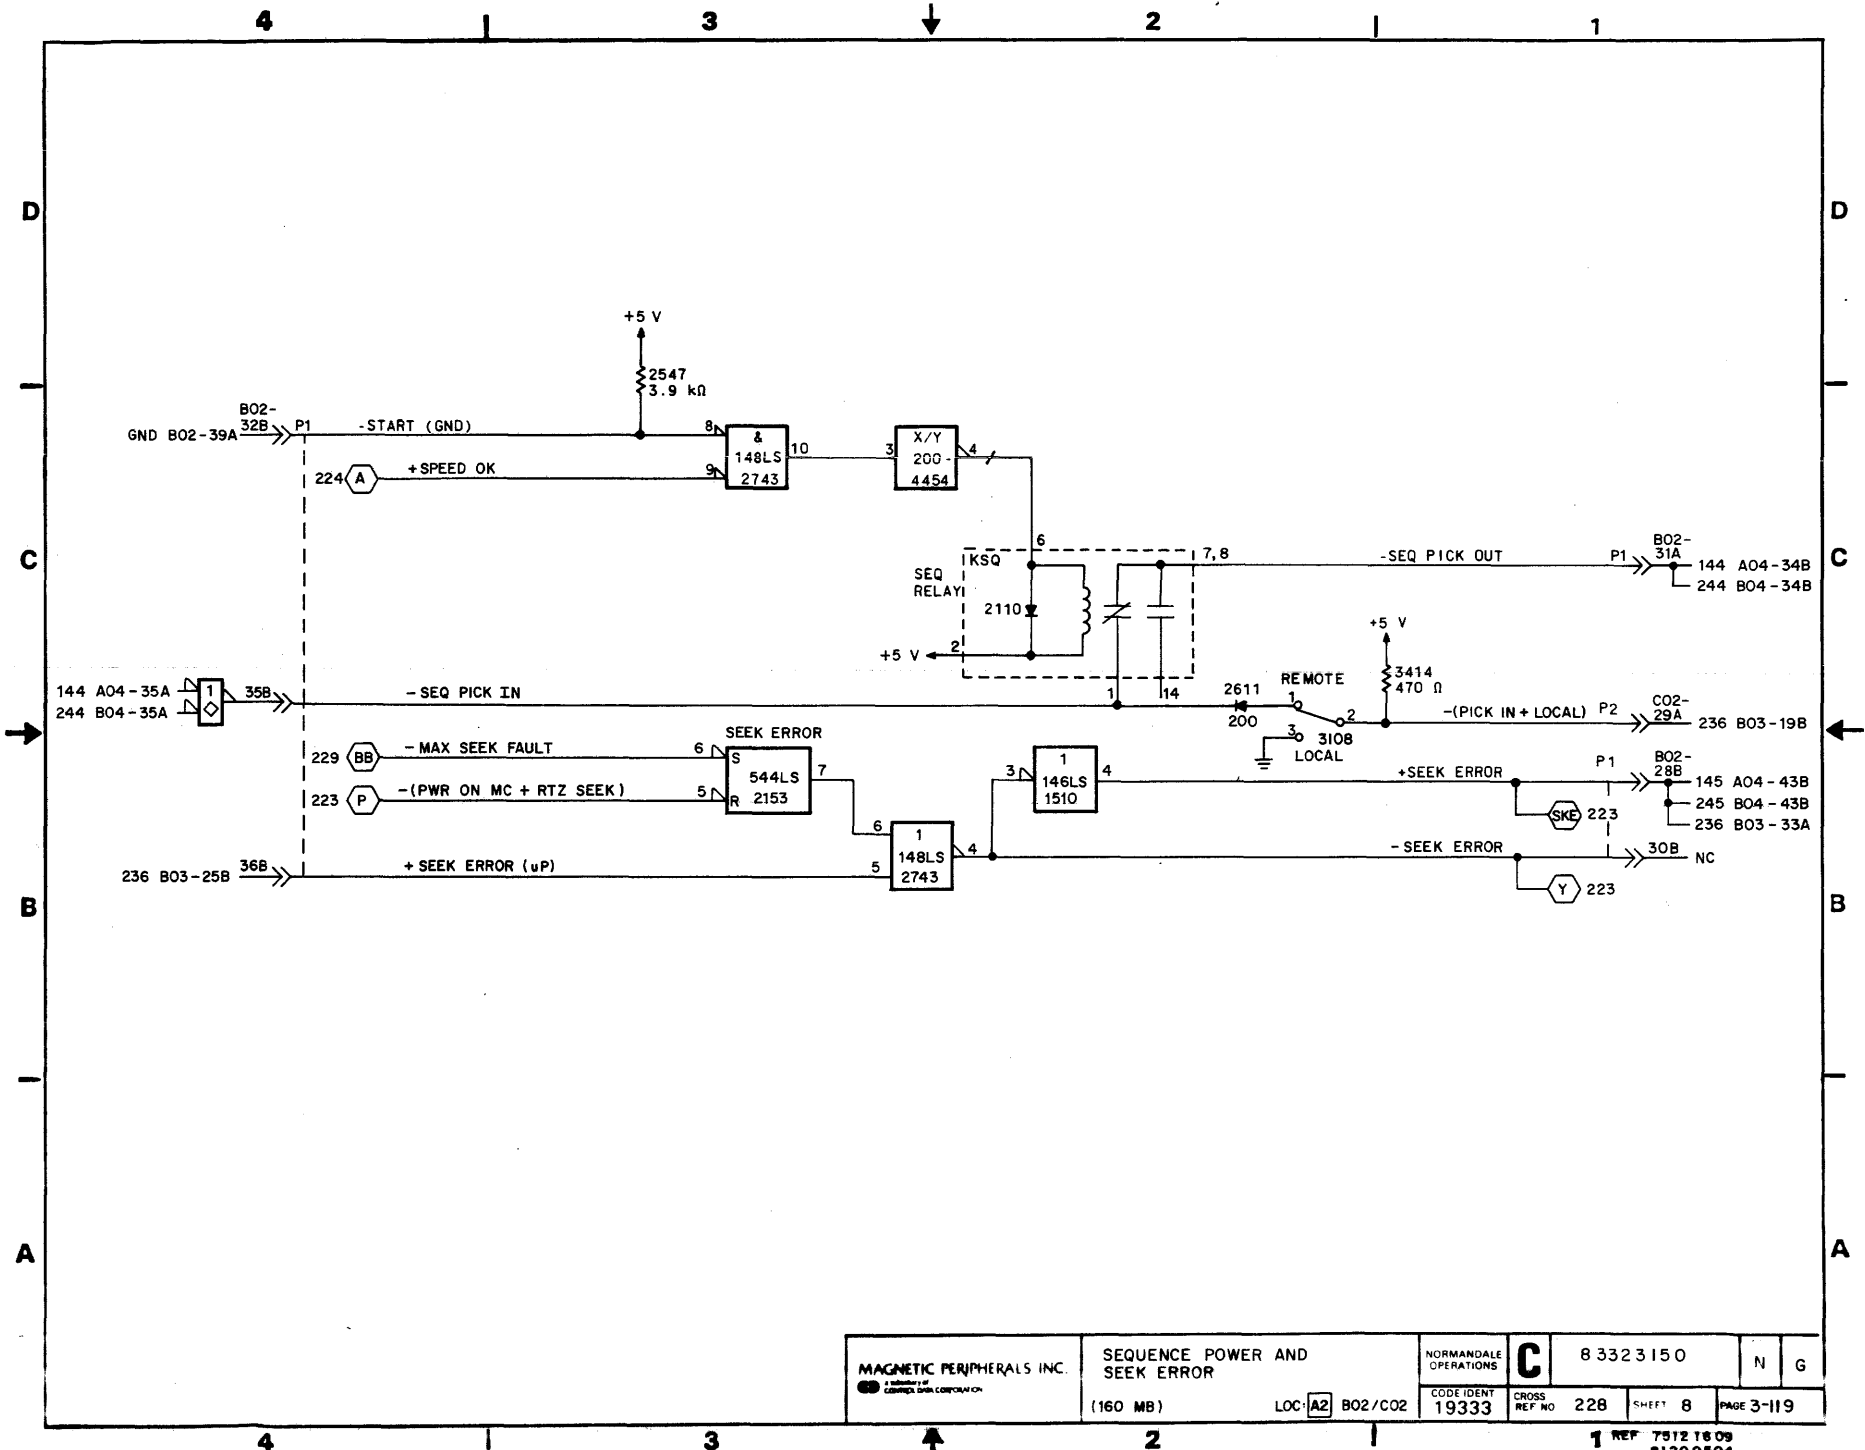 4 3 2 1
D D
+5 V
2547
3.9 kΩ
B02-
GND B02-39A 32B P1 -START (GND) 8
&
148LS
2743
10
3
X/Y
200-
4454
4
224 A +SPEED OK 9
C C
6
KSQ
SEQ
RELAY
2110
+5 V 2
7,8
-SEQ PICK OUT P1
B02-
31A
144 A04-34B
244 B04-34B
+5 V
3414
470 Ω
144 A04-35A
244 B04-35A
1
35B
-SEQ PICK IN
1 14
2611
200
REMOTE
1
2
3
3108
LOCAL
-(PICK IN + LOCAL) P2
C02-
29A
236 B03-19B
SEEK ERROR
229 BB -MAX SEEK FAULT 6
S
544LS
R 2153
7
223 P -(PWR ON MC + RTZ SEEK) 5
3
1
146LS
1510
4
+SEEK ERROR
P1
B02-
28B
145 A04-43B
245 B04-43B
236 B03-33A
SKE 223
6
1
148LS
2743
4
5
-SEEK ERROR
30B NC
Y 223
236 B03-25B 36B +SEEK ERROR (uP)
B B
A A
MAGNETIC PERIPHERALS INC.
a subsidiary of
CONTROL DATA CORPORATION
SEQUENCE POWER AND
SEEK ERROR
(160 MB) LOC: A2 B02/C02
NORMANDALE
OPERATIONS
C
83323150
N G
CODE IDENT
19333
CROSS
REF NO
228
SHEET 8
PAGE 3-119
4 3 2 1
REF